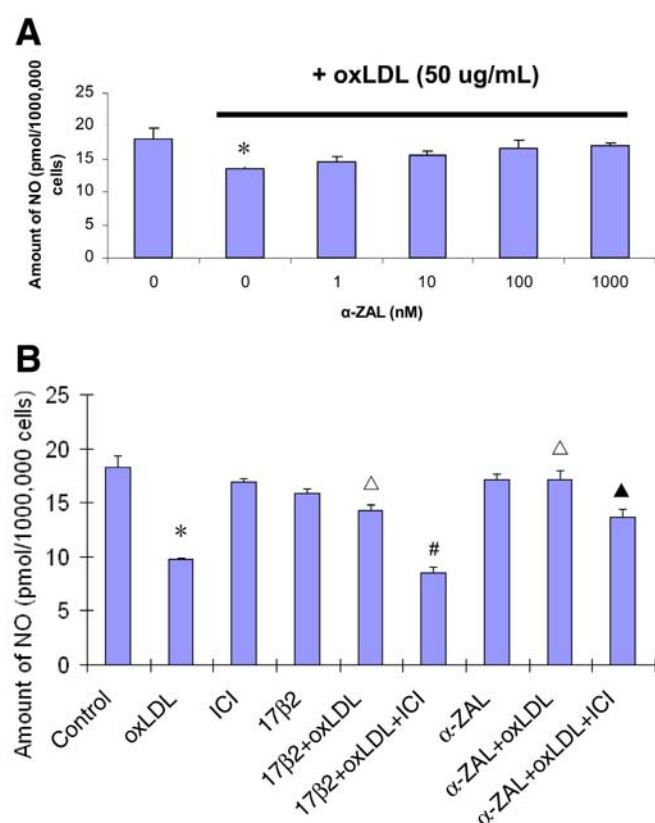 A
+ oxLDL (50 ug/mL)
Amount of NO (pmol/1000,000
cells)
25
20
15
10
5
0
*
0 0 1 10 100 1000
α-ZAL (nM)
B
Amount of NO (pmol/1000,000 cells)
25
20
15
10
5
0
*
△
#
△
▲
Control
oxLDL
ICI
17β2
17β2+oxLDL
17β2+oxLDL+ICI
α-ZAL
α-ZAL+oxLDL
α-ZAL+oxLDL+ICI